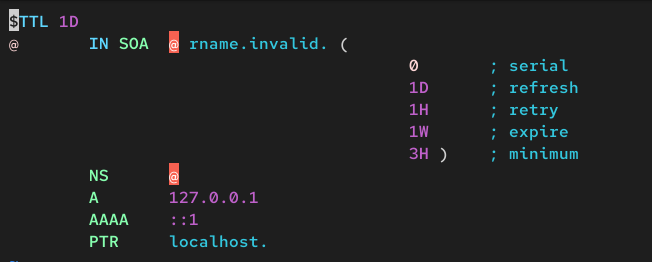 $TTL 1D
@ IN SOA @ rname.invalid. (
0 ; serial
1D ; refresh
1H ; retry
1W ; expire
3H ) ; minimum
NS @
A 127.0.0.1
AAAA ::1
PTR localhost.